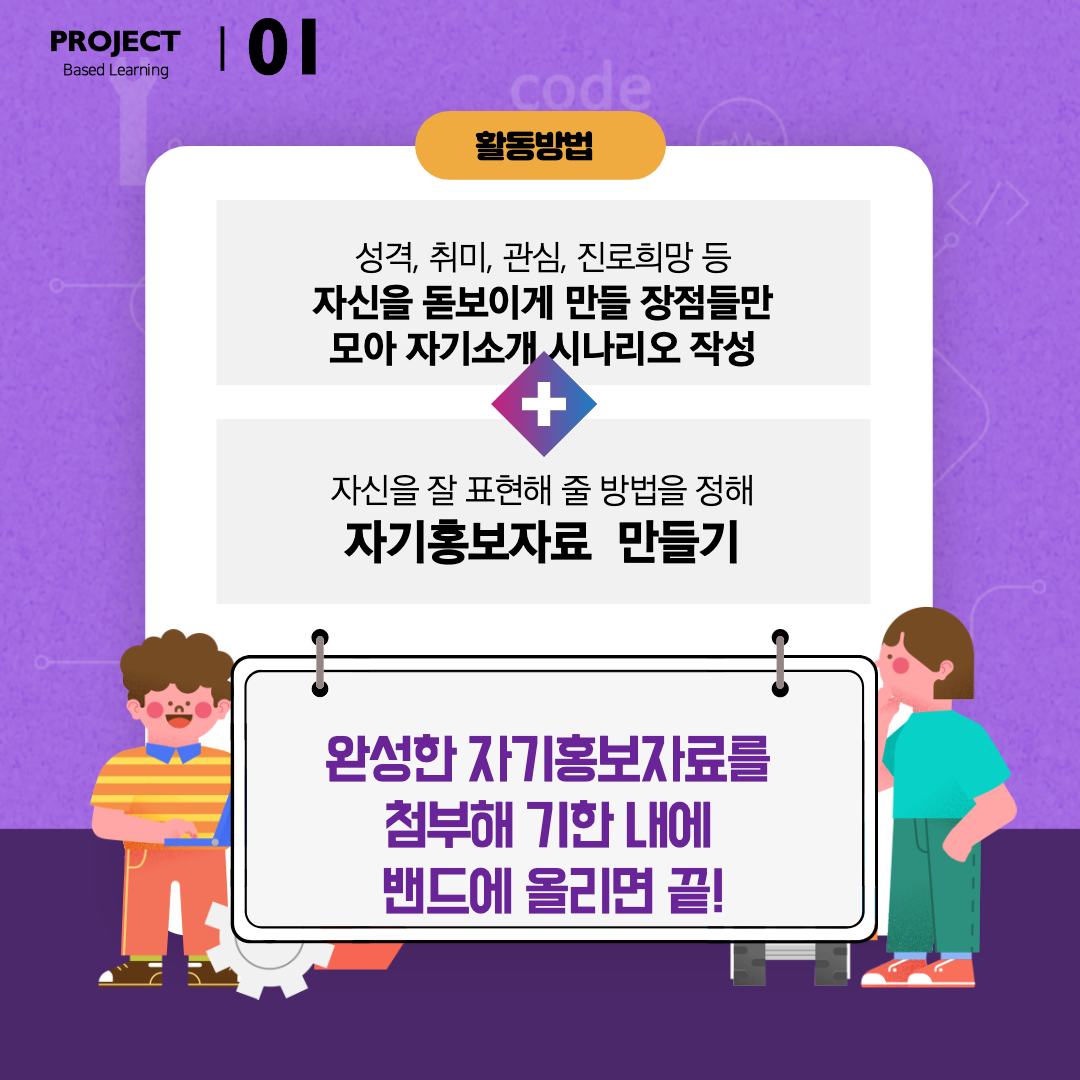 PROJECT
Based Learning
01
code
활동방법
</>
성격, 취미, 관심, 진로희망 등
자신을 돋보이게 만들 장점들만
모아 자기소개 시나리오 작성
자신을 잘 표현해 줄 방법을 정해
자기홍보자료 만들기
완성한 자기홍보자료를
첨부해 기한 내에
밴드에 올리면 끝!